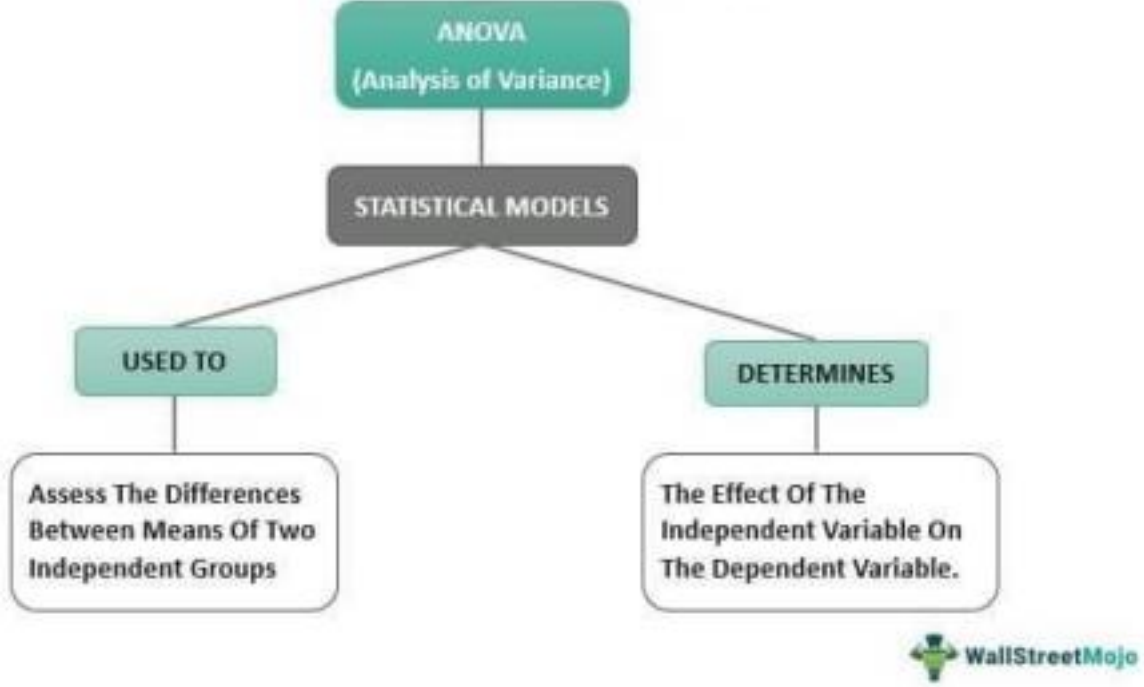 ANOVA
(Analysis of Variance)
STATISTICAL MODELS
USED TO
DETERMINES
Assess The Differences
Between Means Of Two
Independent Groups
The Effect Of The
Independent Variable On
The Dependent Variable.
WallStreetMojo